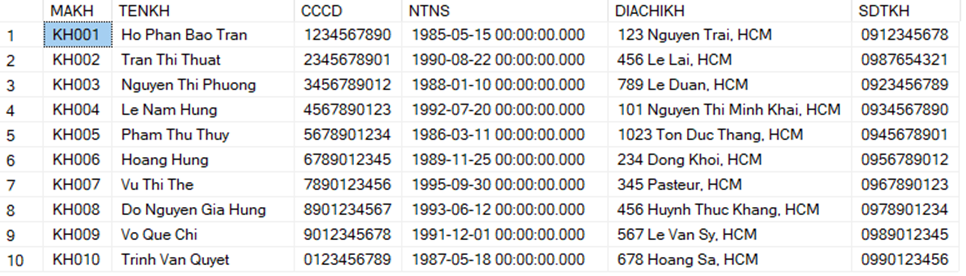 MAKH TENKH CCCD NTNS DIACHIKH SDTKH
1 KH001 Ho Phan Bao Tran 1234567890 1985-05-15 00:00:00.000 123 Nguyen Trai, HCM 0912345678
2 KH002 Tran Thi Thuat 2345678901 1990-08-22 00:00:00.000 456 Le Lai, HCM 0987654321
3 KH003 Nguyen Thi Phuong 3456789012 1988-01-10 00:00:00.000 789 Le Duan, HCM 0923456789
4 KH004 Le Nam Hung 4567890123 1992-07-20 00:00:00.000 101 Nguyen Thi Minh Khai, HCM 0934567890
5 KH005 Pham Thu Thuy 5678901234 1986-03-11 00:00:00.000 1023 Ton Duc Thang, HCM 0945678901
6 KH006 Hoang Hung 6789012345 1989-11-25 00:00:00.000 234 Dong Khoi, HCM 0956789012
7 KH007 Vu Thi The 7890123456 1995-09-30 00:00:00.000 345 Pasteur, HCM 0967890123
8 KH008 Do Nguyen Gia Hung 8901234567 1993-06-12 00:00:00.000 456 Huynh Thuc Khang, HCM 0978901234
9 KH009 Vo Que Chi 9012345678 1991-12-01 00:00:00.000 567 Le Van Sy, HCM 0989012345
10 KH010 Trinh Van Quyet 0123456789 1987-05-18 00:00:00.000 678 Hoang Sa, HCM 0990123456